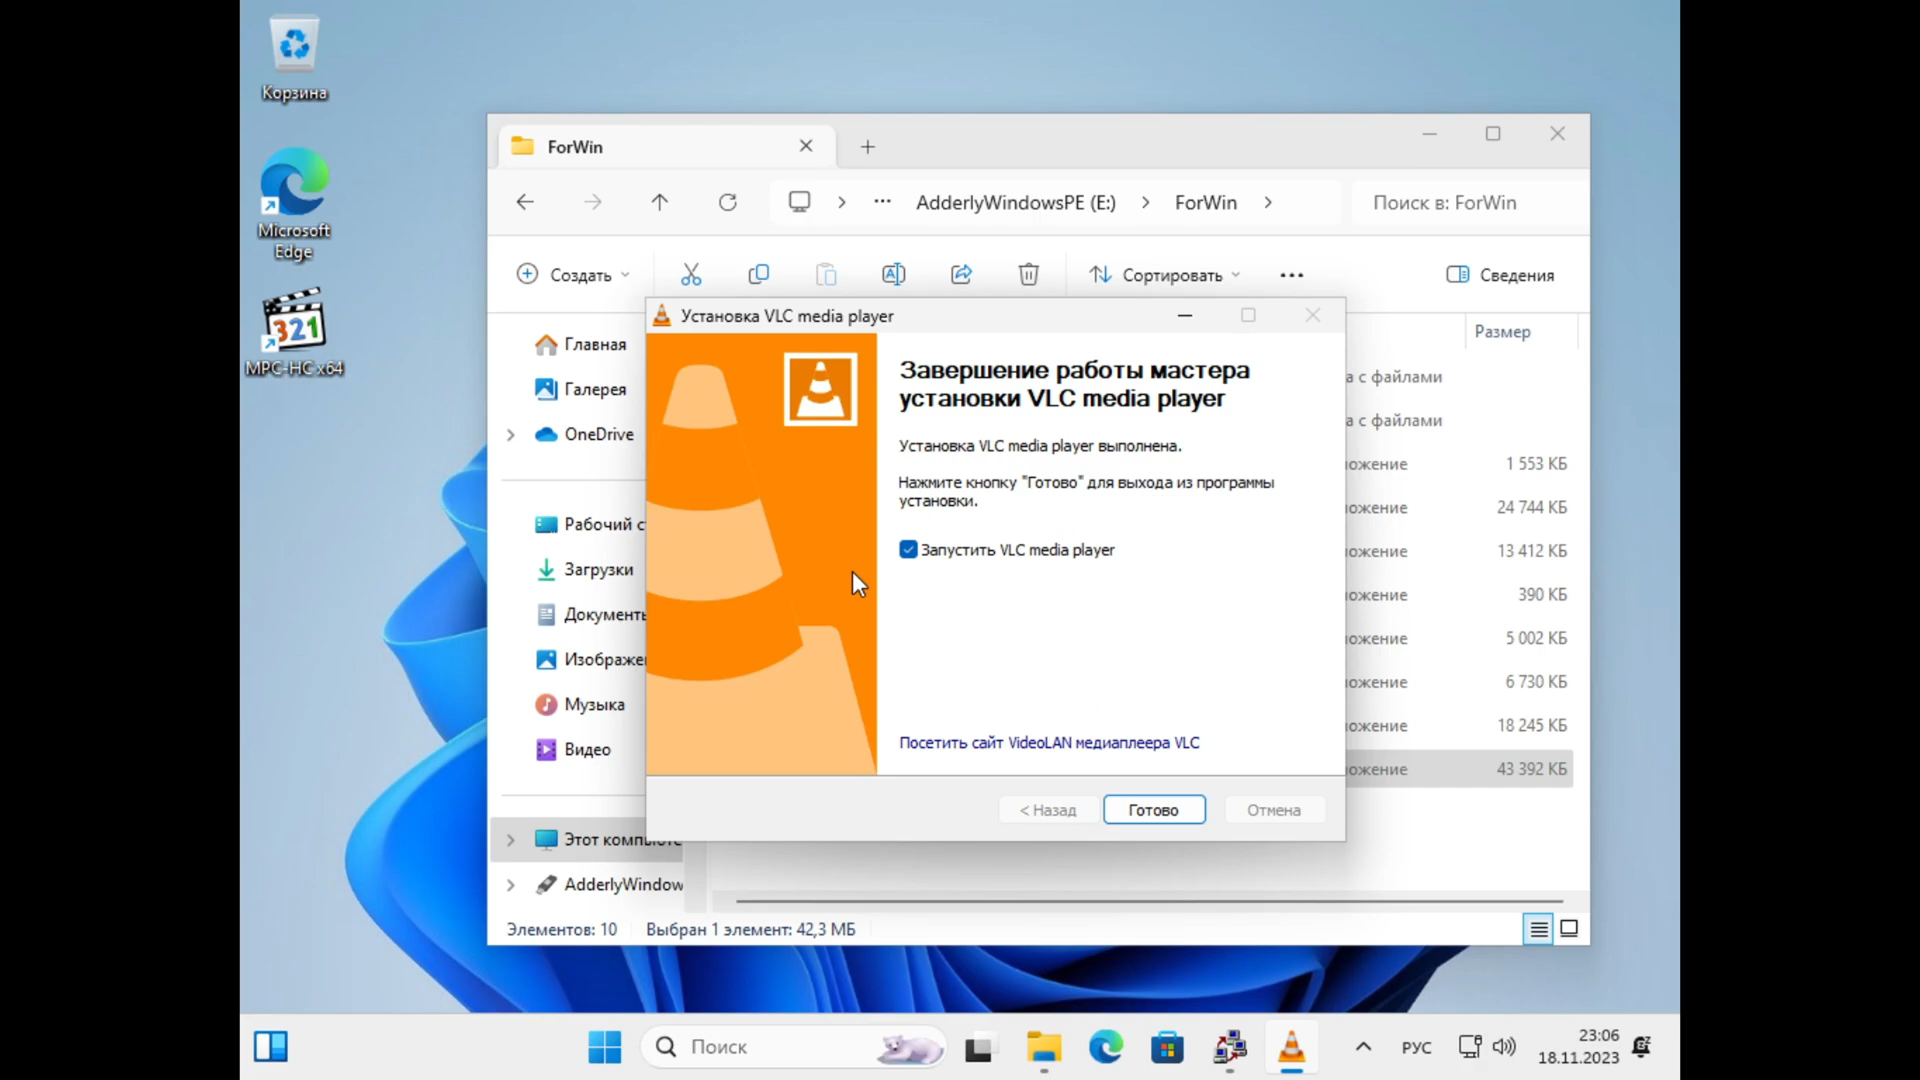 Корзина
Microsoft
Edge
321
MPC-HC x64
ForWin
AdderlyWindowsPE (E:)
ForWin
Поиск в: ForWin
Создать
Сортировать
Сведения
Размер
Главная
Галерея
OneDrive
Рабочий
Загрузки
Музыка
Видео
Этот
Установка VLC media player
Завершение работы мастера
установки VLC media player
Установка VLC media player выполнена.
Нажмите кнопку "Готово" для выхода из программы
установки.
Запустить VLC media player
Посетить сайт VideoLAN медиаплеера VLC
< Назад
Готово
Отмена
с файлами
с файлами
1 553 КБ
24 744 КБ
13 412 КБ
390 КБ
5 002 КБ
6 730 КБ
18 245 КБ
43 392 КБ
Элементов: 10
Выбран 1 элемент: 42,3 МБ
Поиск
РУС
23:06
18.11.2023